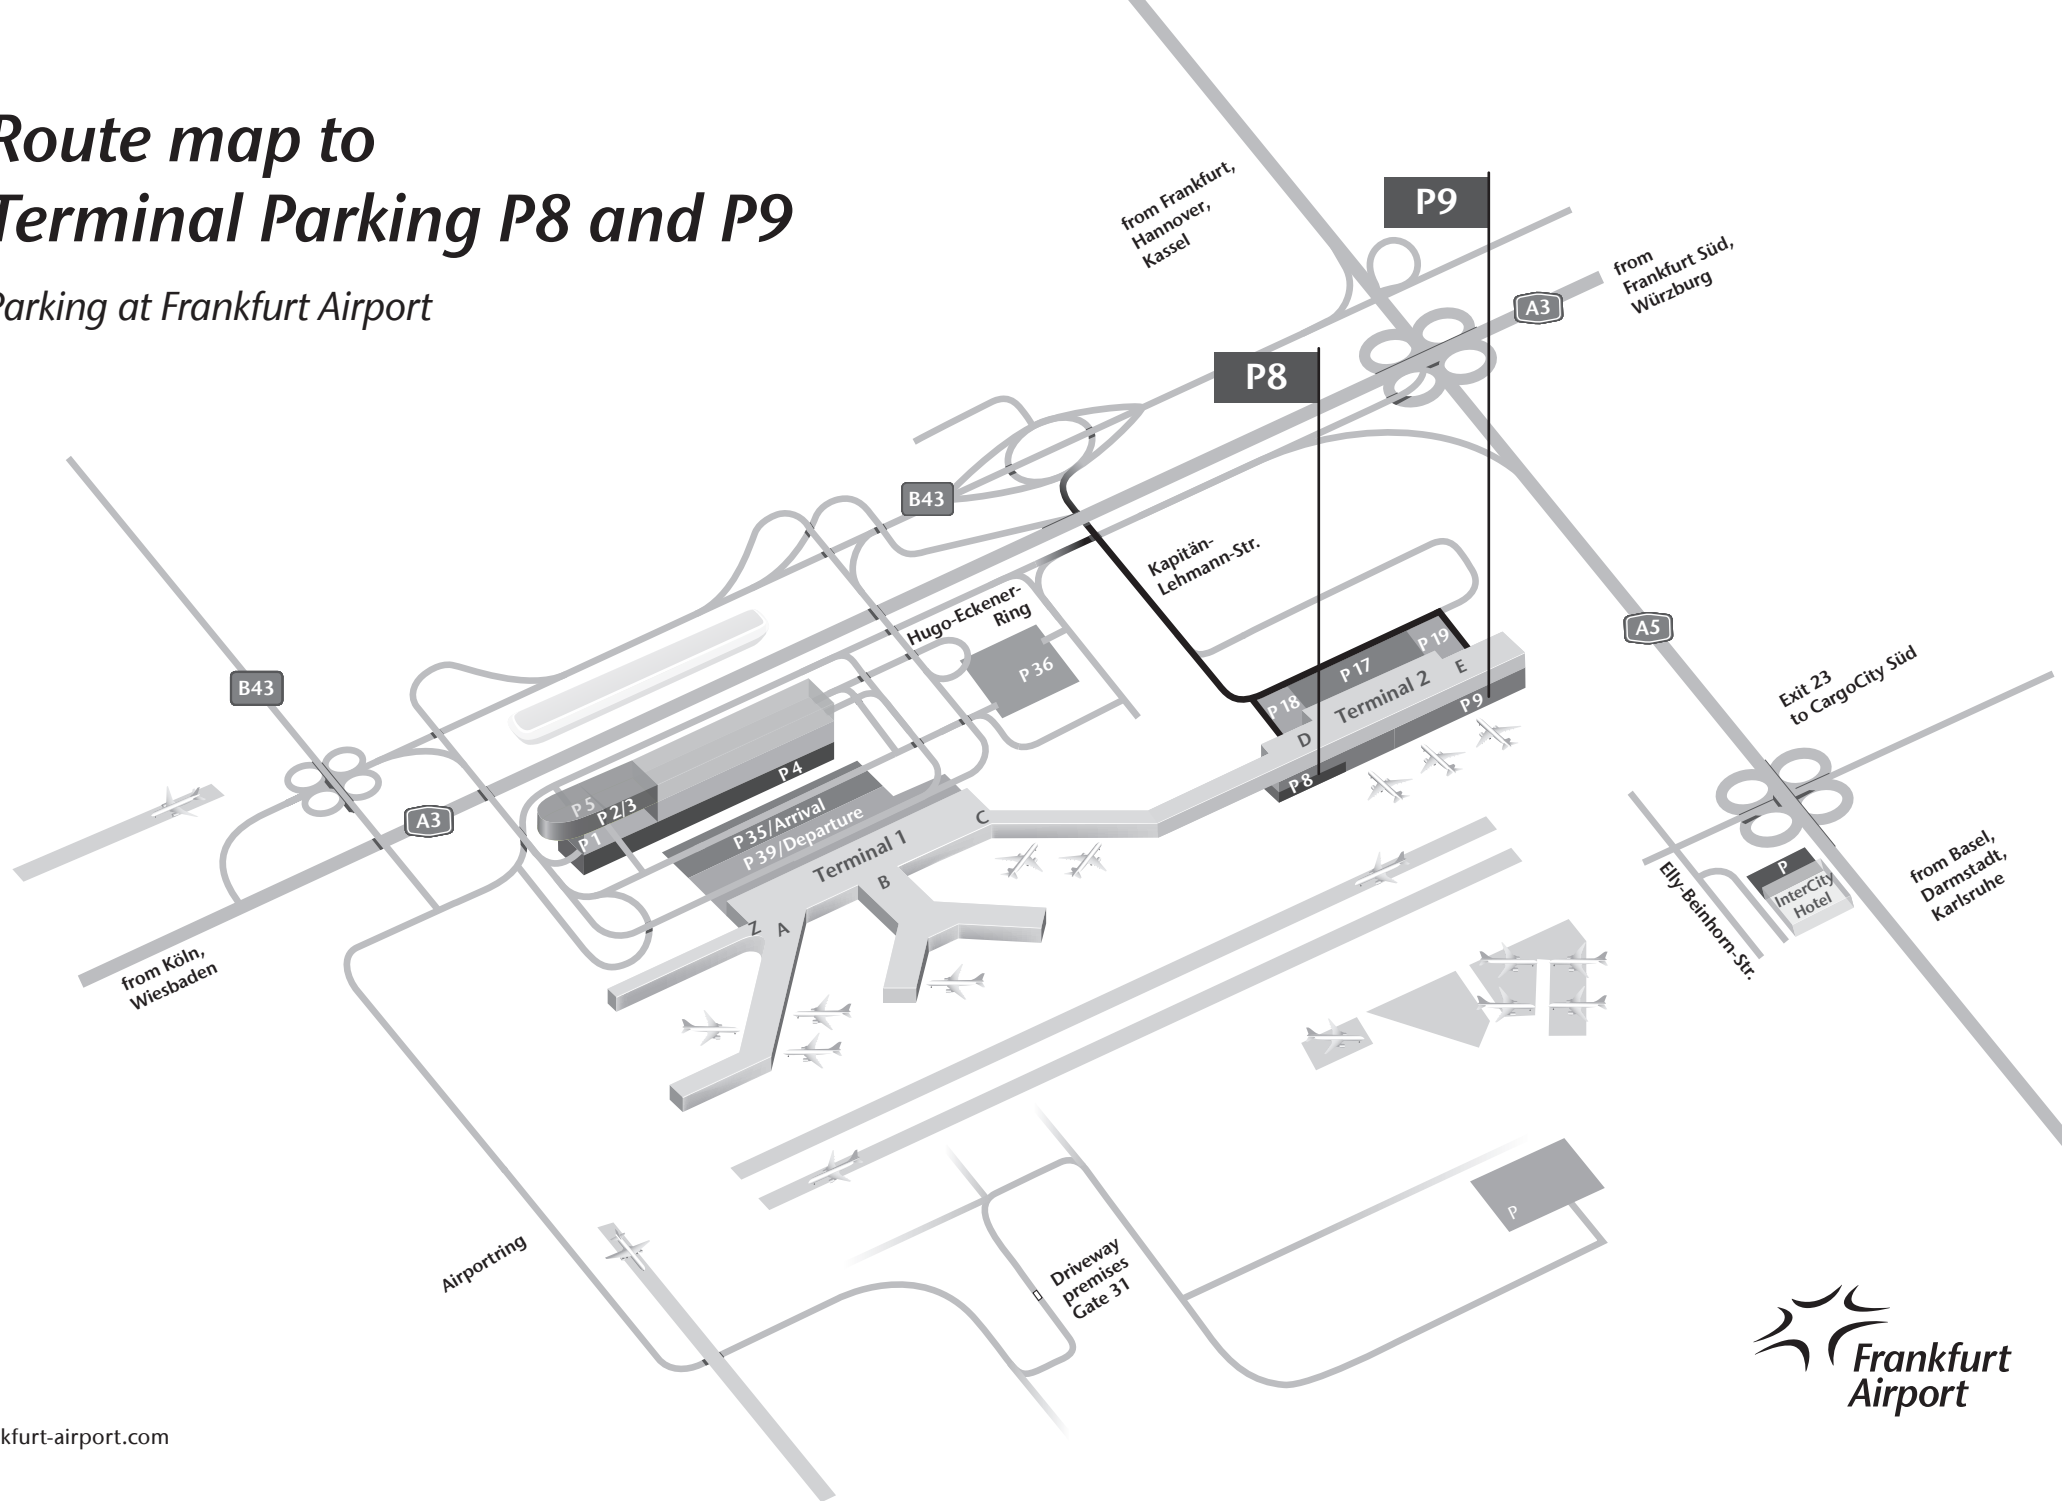 Route map to
Terminal Parking P8 and P9
Parking at Frankfurt Airport
from Frankfurt,
Hannover,
Kassel
P9
from
Frankfurt Süd,
Würzburg
A3
P8
B43
Kapitän-
Lehmann-Str.
Hugo-Eckener-
Ring
P 36
P 19
P 17
P 18
E
Terminal 2
D
P9
P8
A5
Exit 23
to CargoCity Süd
B43
A3
P 5
P 2/3
P 1
P 4
P 35/Arrival
P 39/Departure
Terminal 1
C
B
Z
A
from Köln,
Wiesbaden
P
InterCity
Hotel
Elly-Beinhorn-Str.
from Basel,
Darmstadt,
Karlsruhe
Airportring
Driveway
premises
Gate 31
P
Frankfurt
Airport
kfurt-airport.com